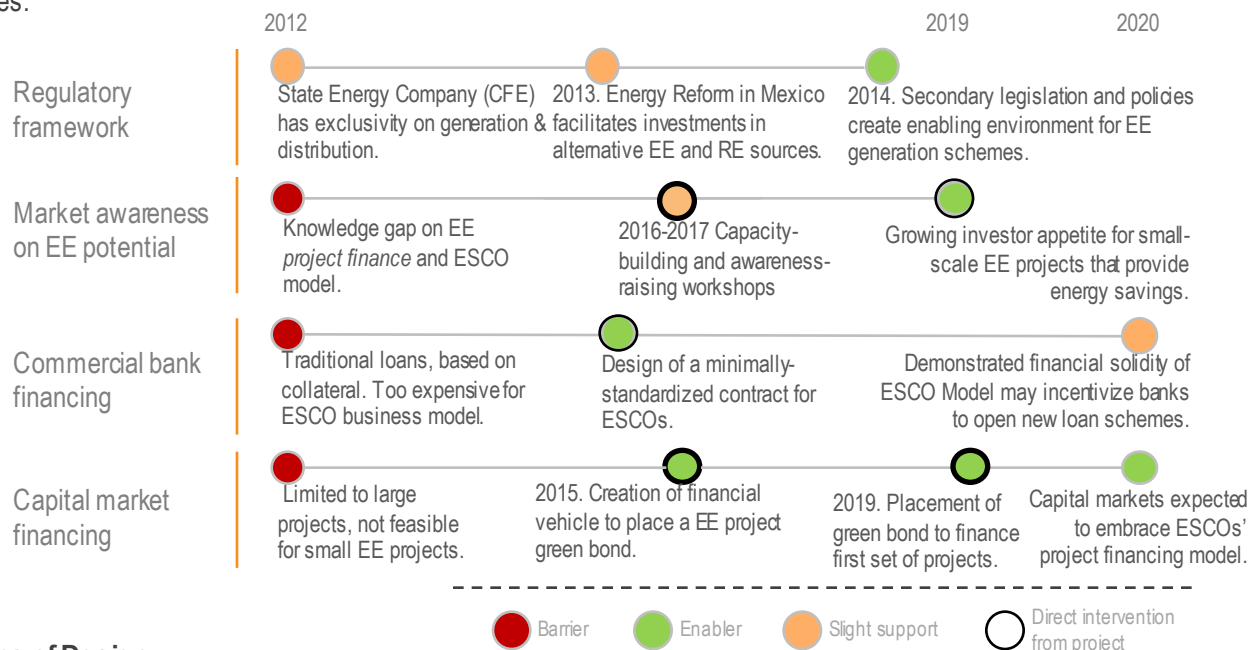 es.
2012 2019 2020
Regulatory
framework
State Energy Company (CFE)
has exclusivity on generation &
distribution.
2013. Energy Reform in Mexico
facilitates investments in
alternative EE and RE sources.
2014. Secondary legislation and policies
create enabling environment for EE
generation schemes.
Market awareness
on EE potential
Knowledge gap on EE
project finance and ESCO
model.
2016-2017 Capacity-
building and awareness-
raising workshops
Growing investor appetite for small-
scale EE projects that provide
energy savings.
Commercial bank
financing
Traditional loans, based on
collateral. Too expensive for
ESCO business model.
Design of a minimally-
standardized contract for
ESCOs.
Demonstrated financial solidity of
ESCO Model may incentivize banks
to open new loan schemes.
Capital market
financing
Limited to large
projects, not feasible
for small EE projects.
2015. Creation of financial
vehicle to place a EE project
green bond.
2019. Placement of
green bond to finance
first set of projects.
Capital markets expected
to embrace ESCOs'
project financing model.
Barrier
Enabler
Slight support
Direct intervention
from project